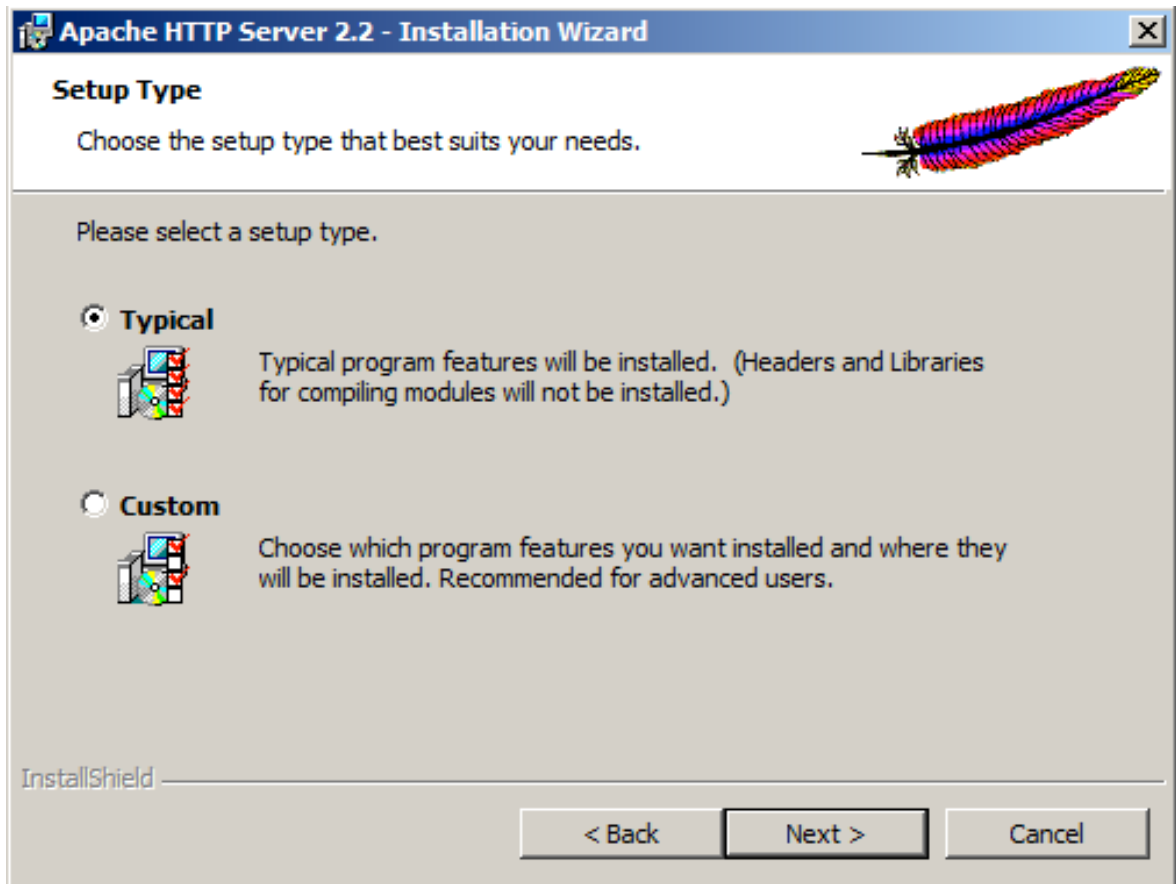 Apache HTTP Server 2.2 - Installation Wizard
Setup Type
Choose the setup type that best suits your needs.
Please select a setup type.
Typical
Typical program features will be installed.  (Headers and Libraries
for compiling modules will not be installed.)
Custom
Choose which program features you want installed and where they
will be installed. Recommended for advanced users.
InstallShield
< Back
Next >
Cancel